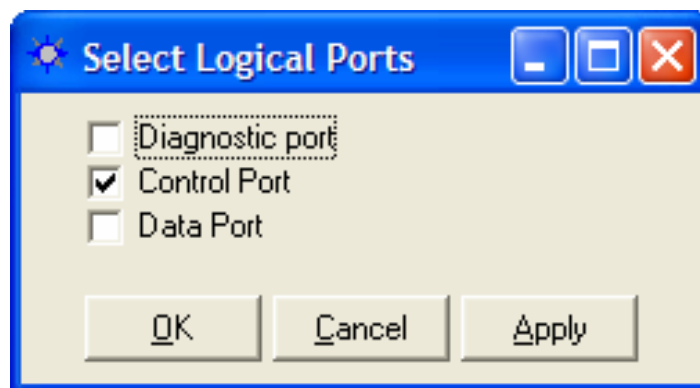 Select Logical Ports
Diagnostic port
Control Port
Data Port
OK Cancel Apply